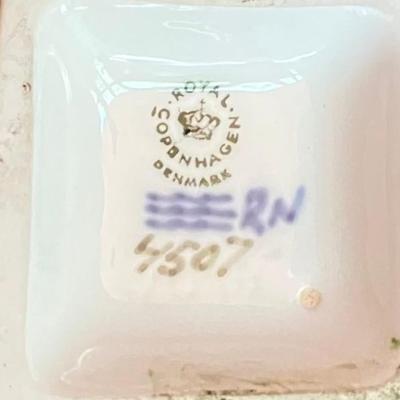 ROYAL
COPENHAGEN
DENMARK
RN
4507